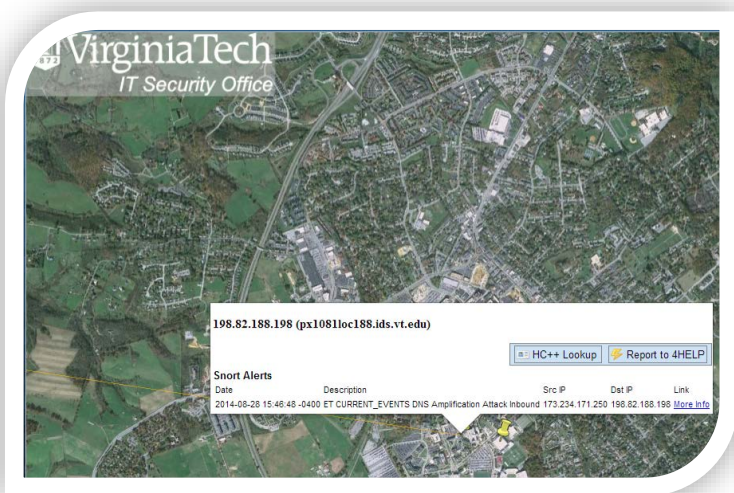 1872
VirginiaTech
IT Security Office
198.82.188.198 (px1081loc188.ids.vt.edu)
HC++ Lookup
Report to 4HELP
Snort Alerts
Date Description Src IP Dst IP Link
2014-08-28 15:46:48 -0400 ET CURRENT_EVENTS DNS Amplification Attack Inbound 173.234.171.250 198.82.188.198 More Info